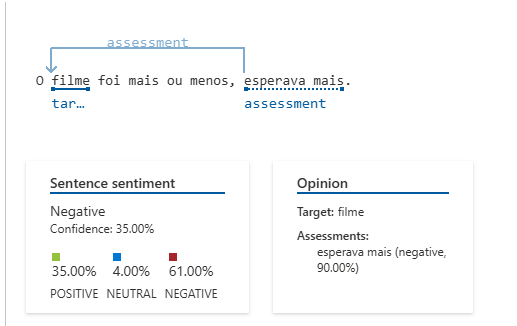 assessment
O filme foi mais ou menos, esperava mais.
tar… assessment
Sentence sentiment
Negative
Confidence: 35.00%
35.00% 4.00% 61.00%
POSITIVE NEUTRAL NEGATIVE
Opinion
Target: filme
Assessments:
esperava mais (negative,
90.00%)